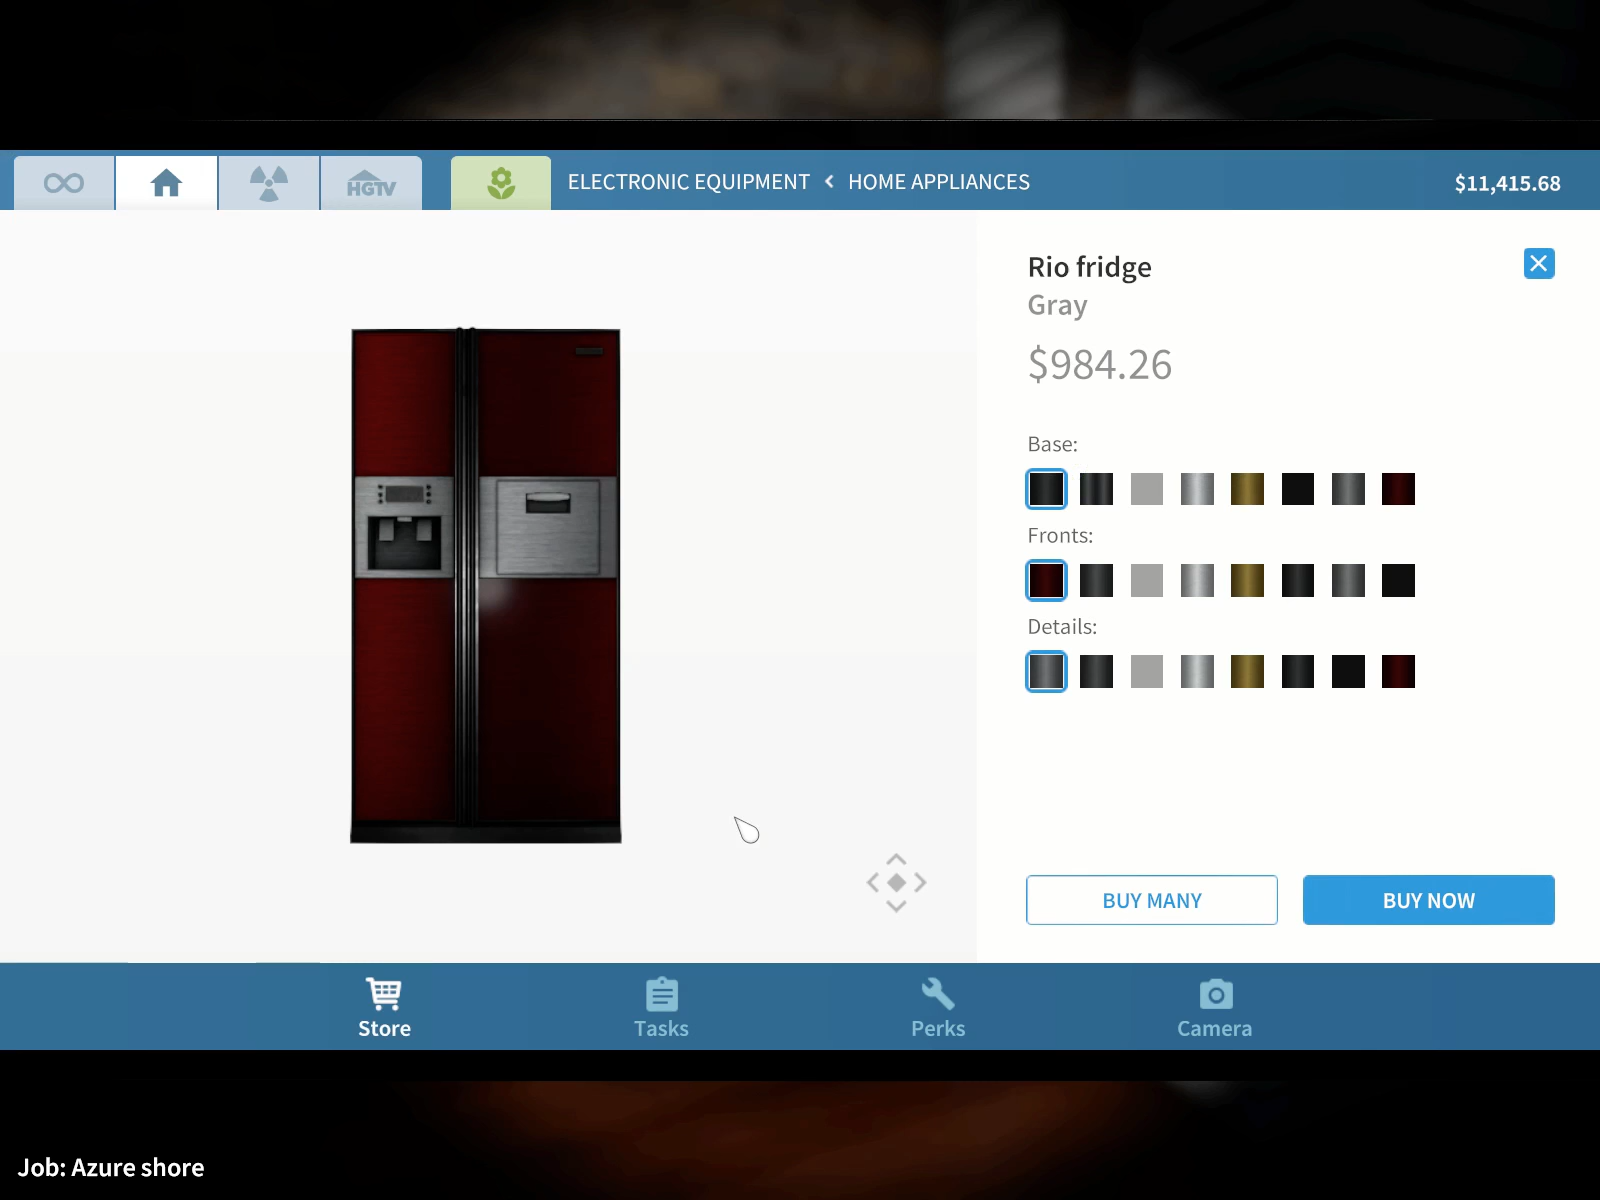 HGTV
ELECTRONIC EQUIPMENT < HOME APPLIANCES
$11,415.68
Rio fridge
Gray
$984.26
Base:
Fronts:
Details:
BUY MANY
BUY NOW
Store
Tasks
Perks
Camera
Job: Azure shore